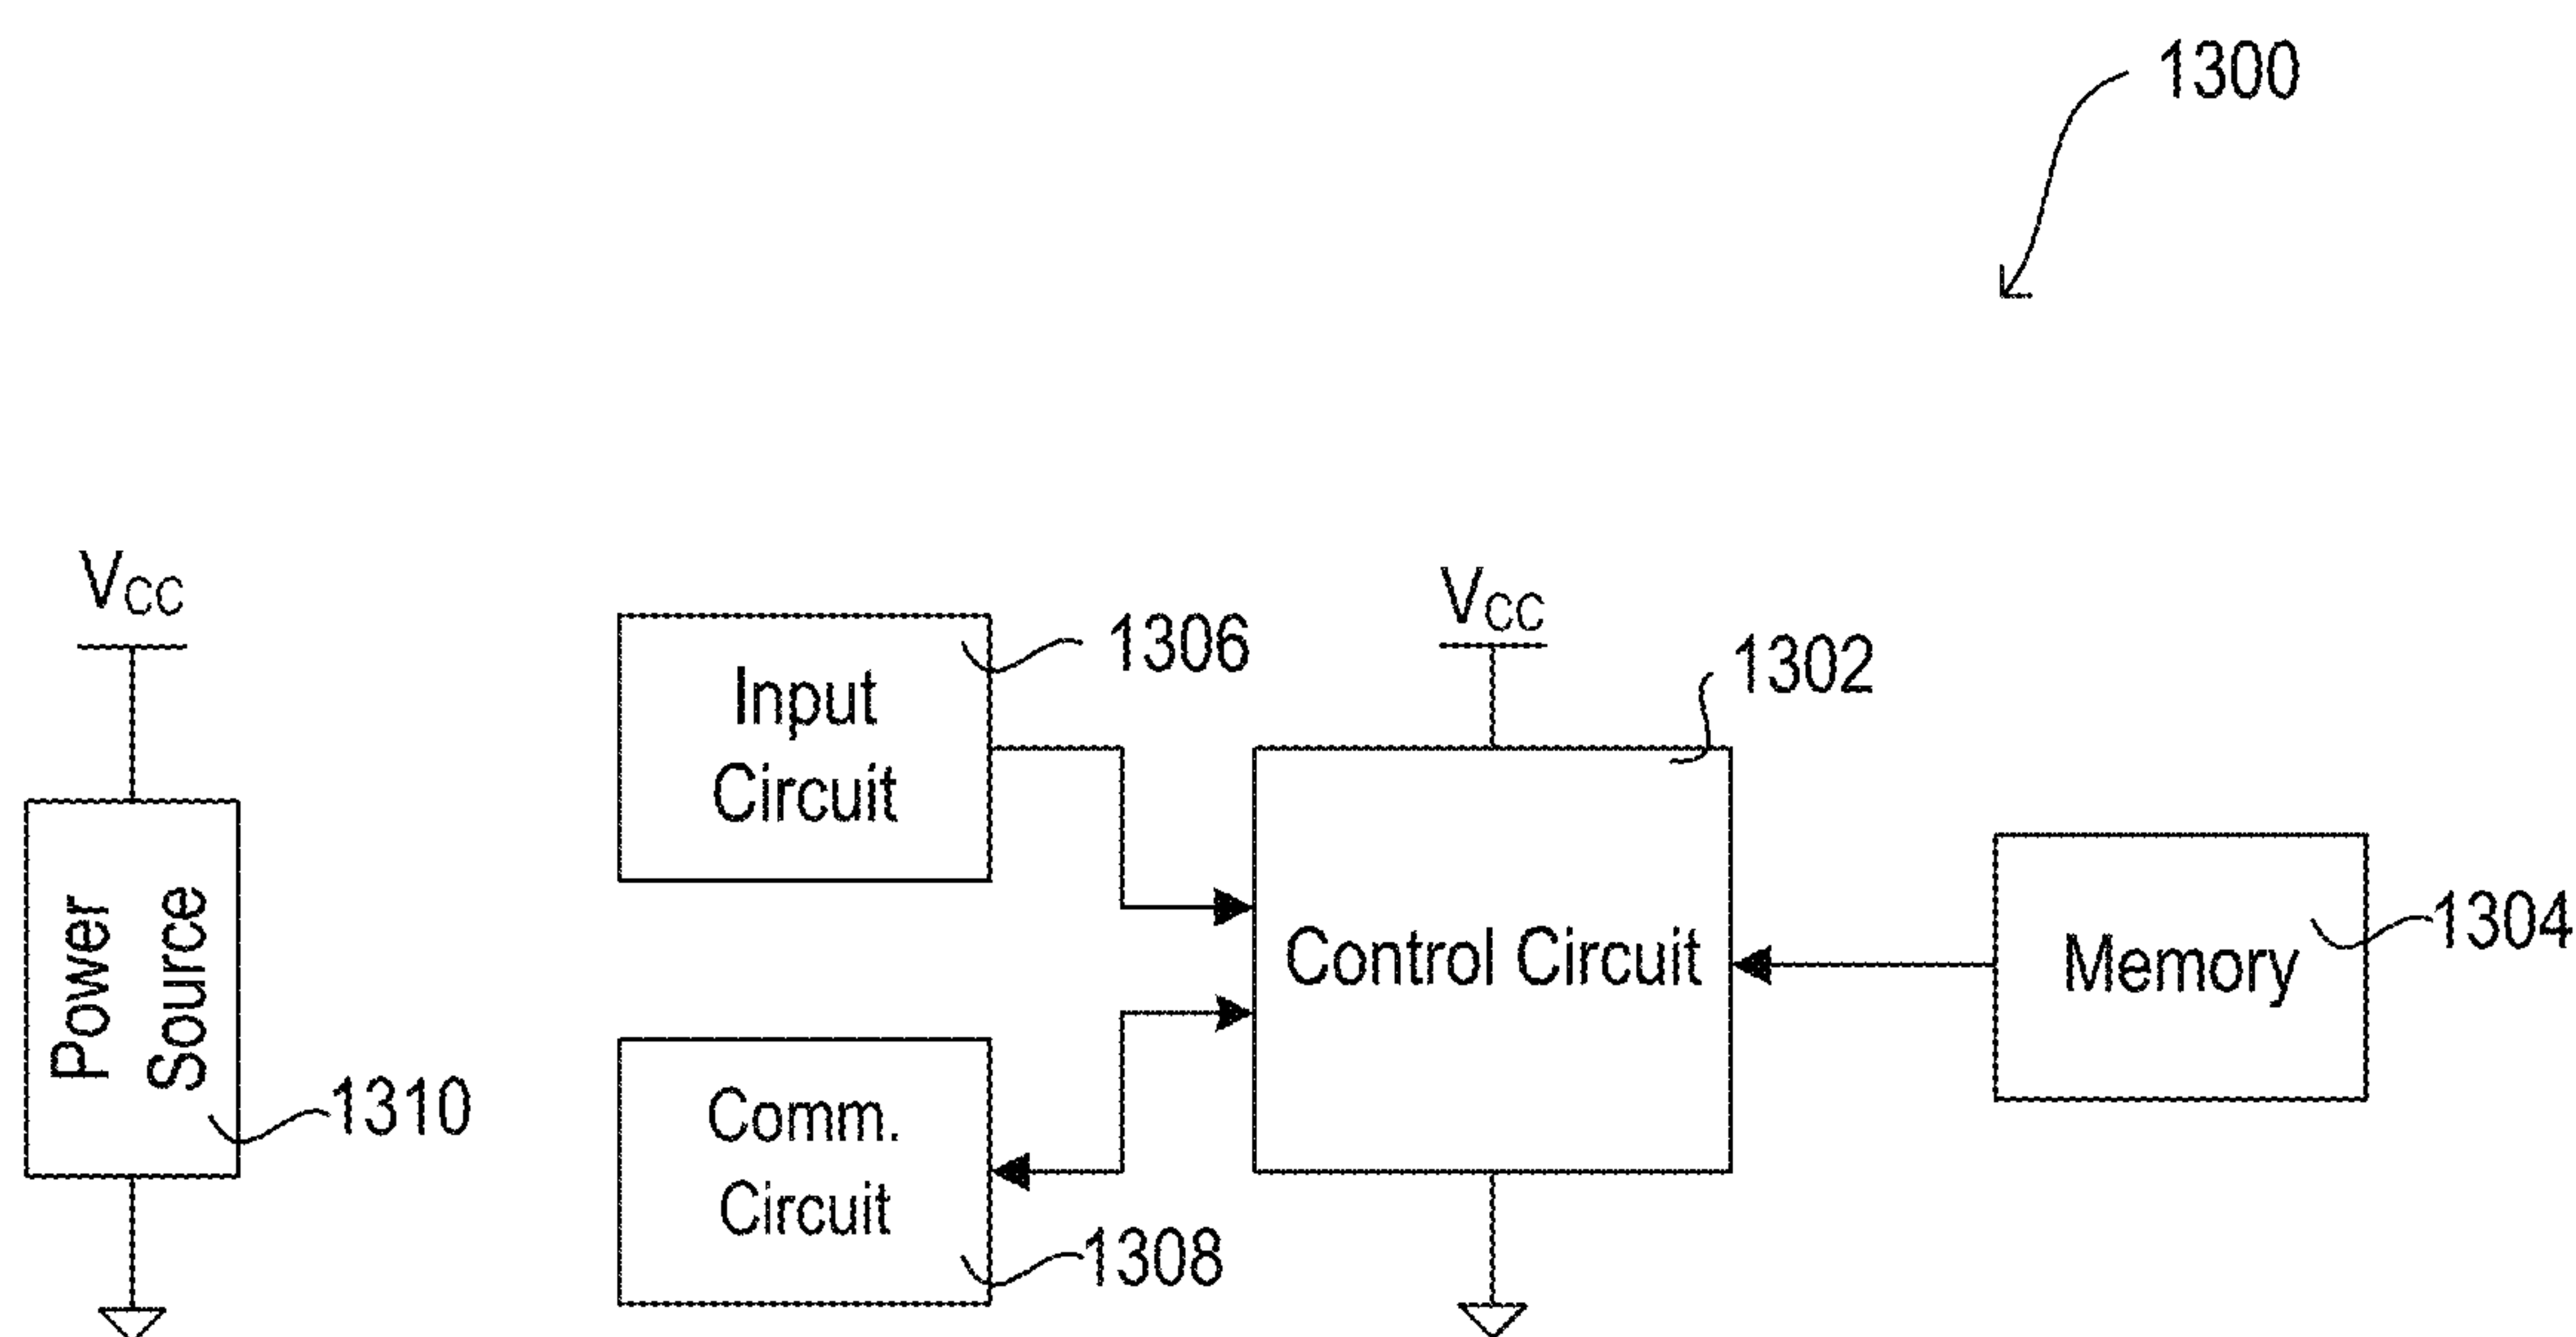 1300
VCC
Power
Source
1310
Input
Circuit
1306
Comm.
Circuit
1308
VCC
1302
Control Circuit
Memory
1304